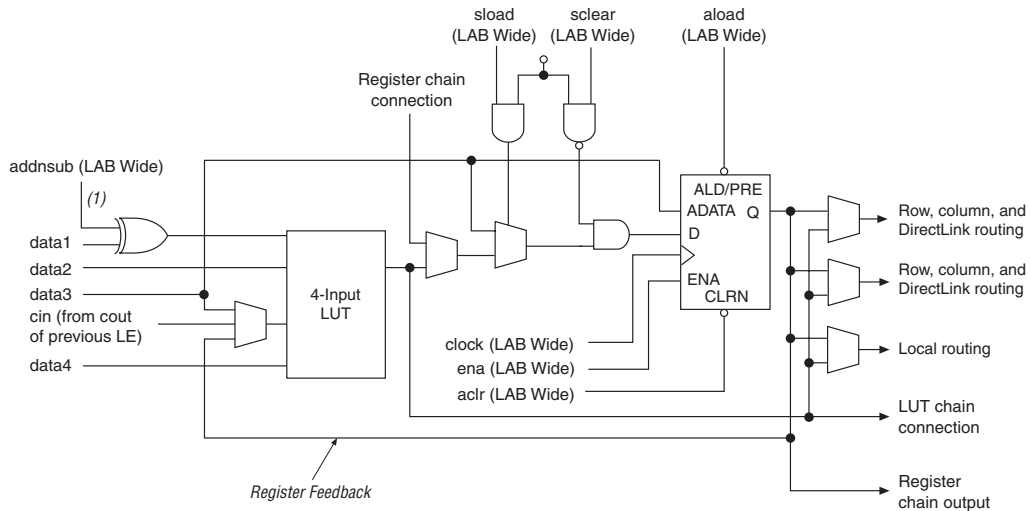 sload
(LAB Wide)
sclear
(LAB Wide)
aload
(LAB Wide)
Register chain
connection
addnsub (LAB Wide)
(1)
data1
data2
data3
cin (from cout
of previous LE)
data4
4-Input
LUT
ALD/PRE
ADATA Q
D
ENA
CLRN
clock (LAB Wide)
ena (LAB Wide)
aclr (LAB Wide)
Row, column, and
DirectLink routing
Row, column, and
DirectLink routing
Local routing
LUT chain
connection
Register
chain output
Register Feedback